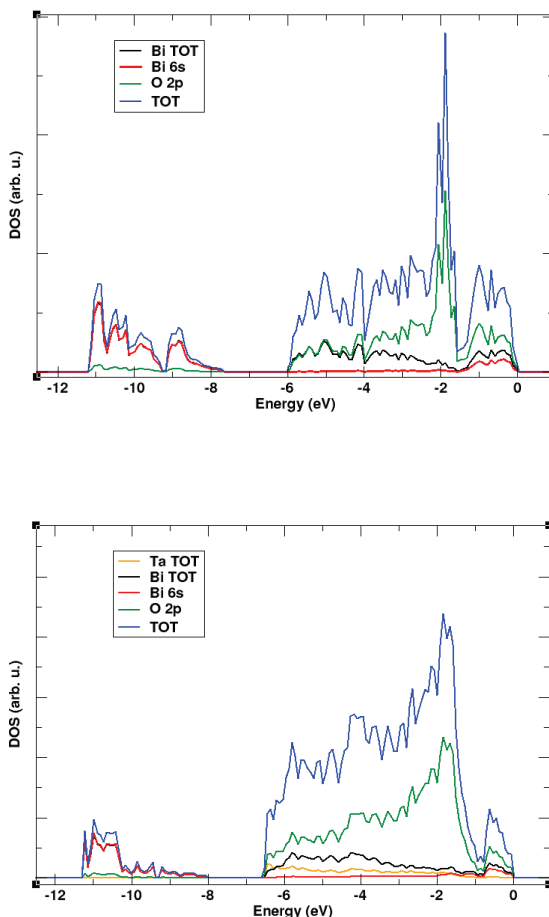 Bi TOT
Bi 6s
O 2p
TOT
DOS (arb. u.)
-12 -10 -8 -6 -4 -2 0
Energy (eV)
Ta TOT
Bi TOT
Bi 6s
O 2p
TOT
DOS (arb. u.)
-12 -10 -8 -6 -4 -2 0
Energy (eV)